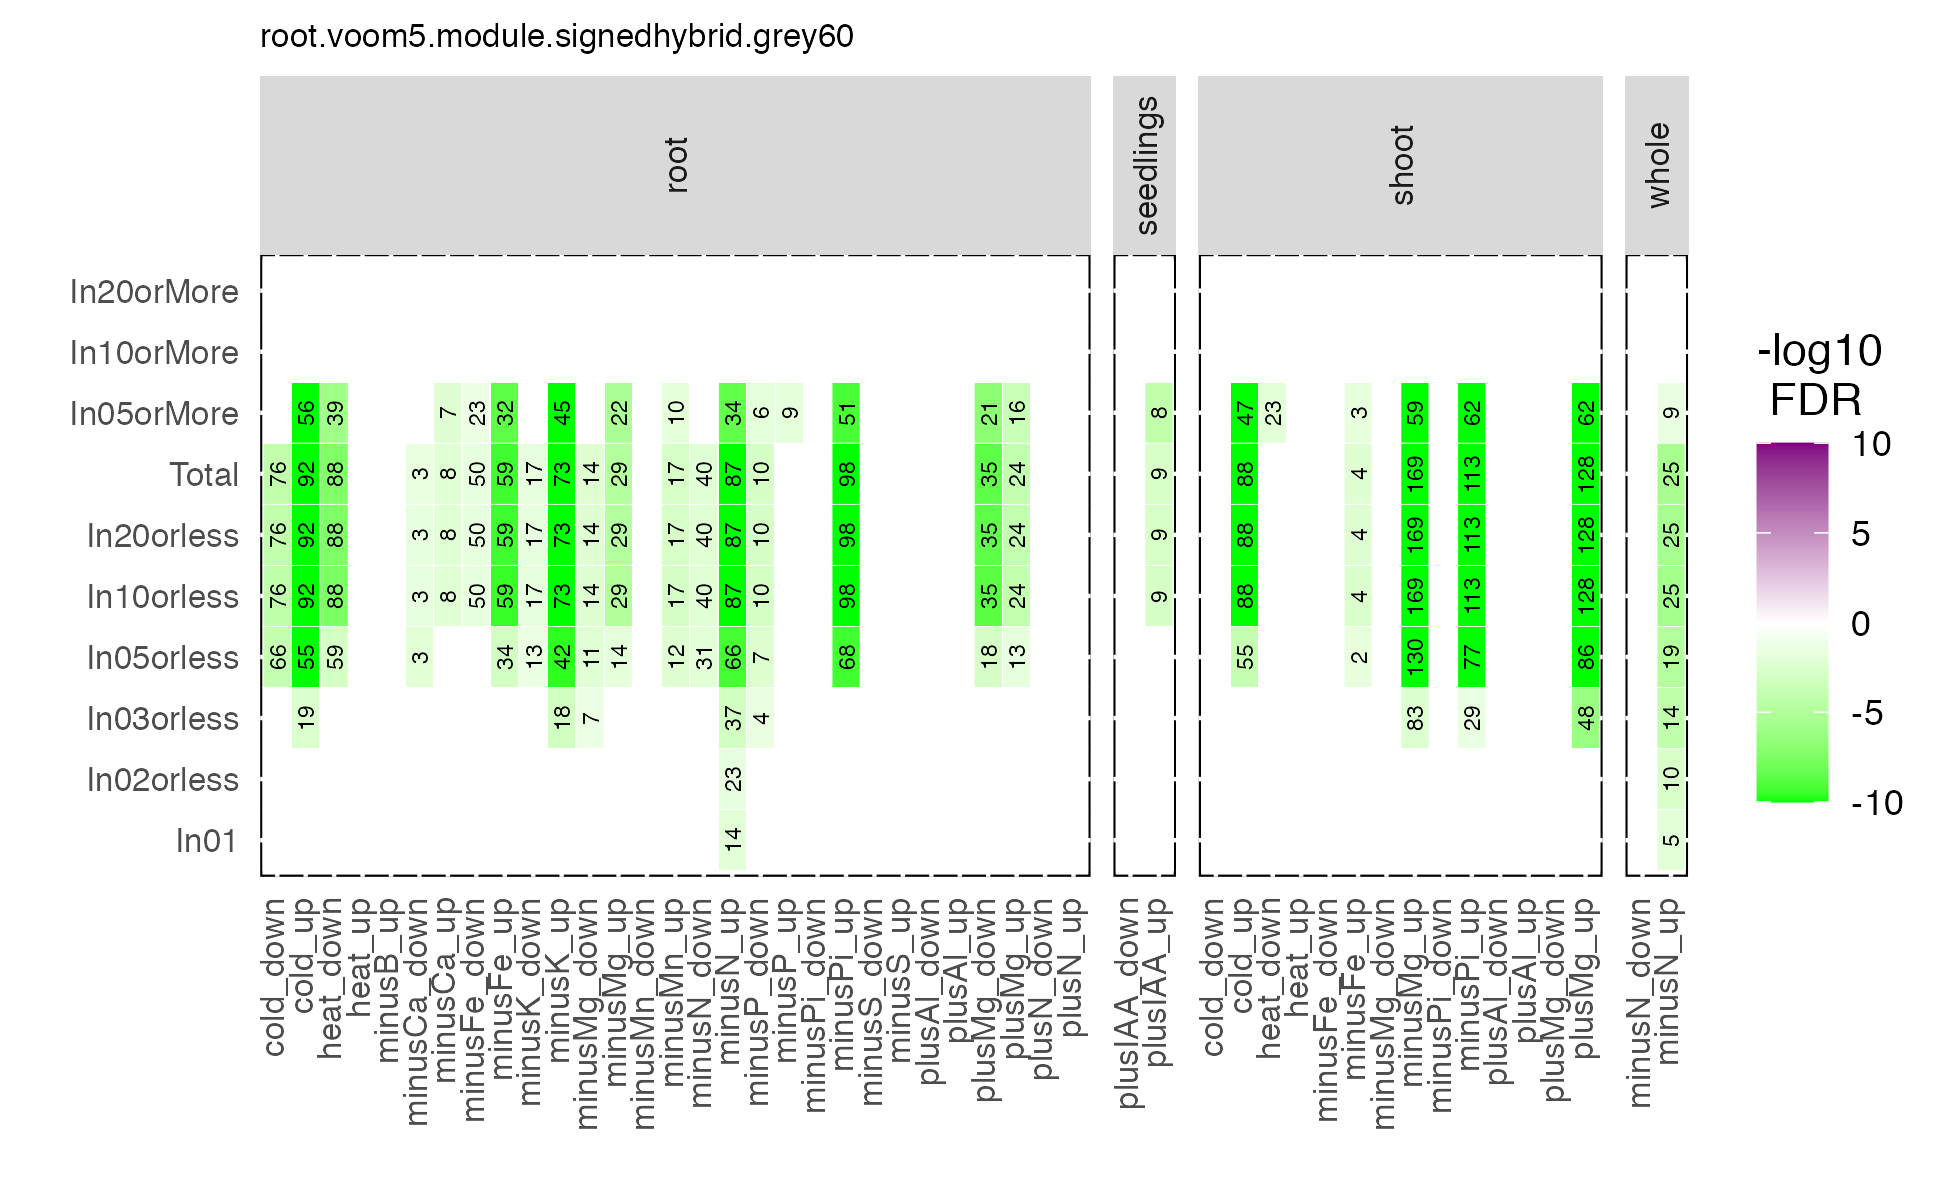 root.voom5.module.signedhybrid.grey60
root seedlings shoot whole
In20orMore
In10orMore
In05orMore 56 39 7 23 32 45 22 10 34 6 9 51 21 16 8 47 23 3 59 62 62 9
Total 76 92 88 3 8 50 59 17 73 14 29 17 40 87 10 98 35 24 9 88 4 169 113 128 25
In20orless 76 92 88 3 8 50 59 17 73 14 29 17 40 87 10 98 35 24 9 88 4 169 113 128 25
In10orless 76 92 88 3 8 50 59 17 73 14 29 17 40 87 10 98 35 24 9 88 4 169 113 128 25
In05orless 66 55 59 3 34 13 42 11 14 12 31 66 7 68 18 13 55 2 130 77 86 19
In03orless 19 18 7 37 4 83 29 48 14
In02orless 23 10
In01 14 5
cold_down
cold_up
heat_down
heat_up
minusB_up
minusCa_down
minusCa_up
minusFe_down
minusFe_up
minusK_down
minusK_up
minusMg_down
minusMg_up
minusMn_down
minusMn_up
minusN_down
minusN_up
minusP_down
minusP_up
minusPi_down
minusPi_up
minusS_down
minusS_up
plusAl_down
plusAl_up
plusMg_down
plusMg_up
plusN_down
plusN_up
plusIAA_down
plusIAA_up
cold_down
cold_up
heat_down
heat_up
minusFe_down
minusFe_up
minusMg_down
minusMg_up
minusPi_down
minusPi_up
plusAl_down
plusAl_up
plusMg_down
plusMg_up
minusN_down
minusN_up
-log10
FDR
10
5
0
-5
-10